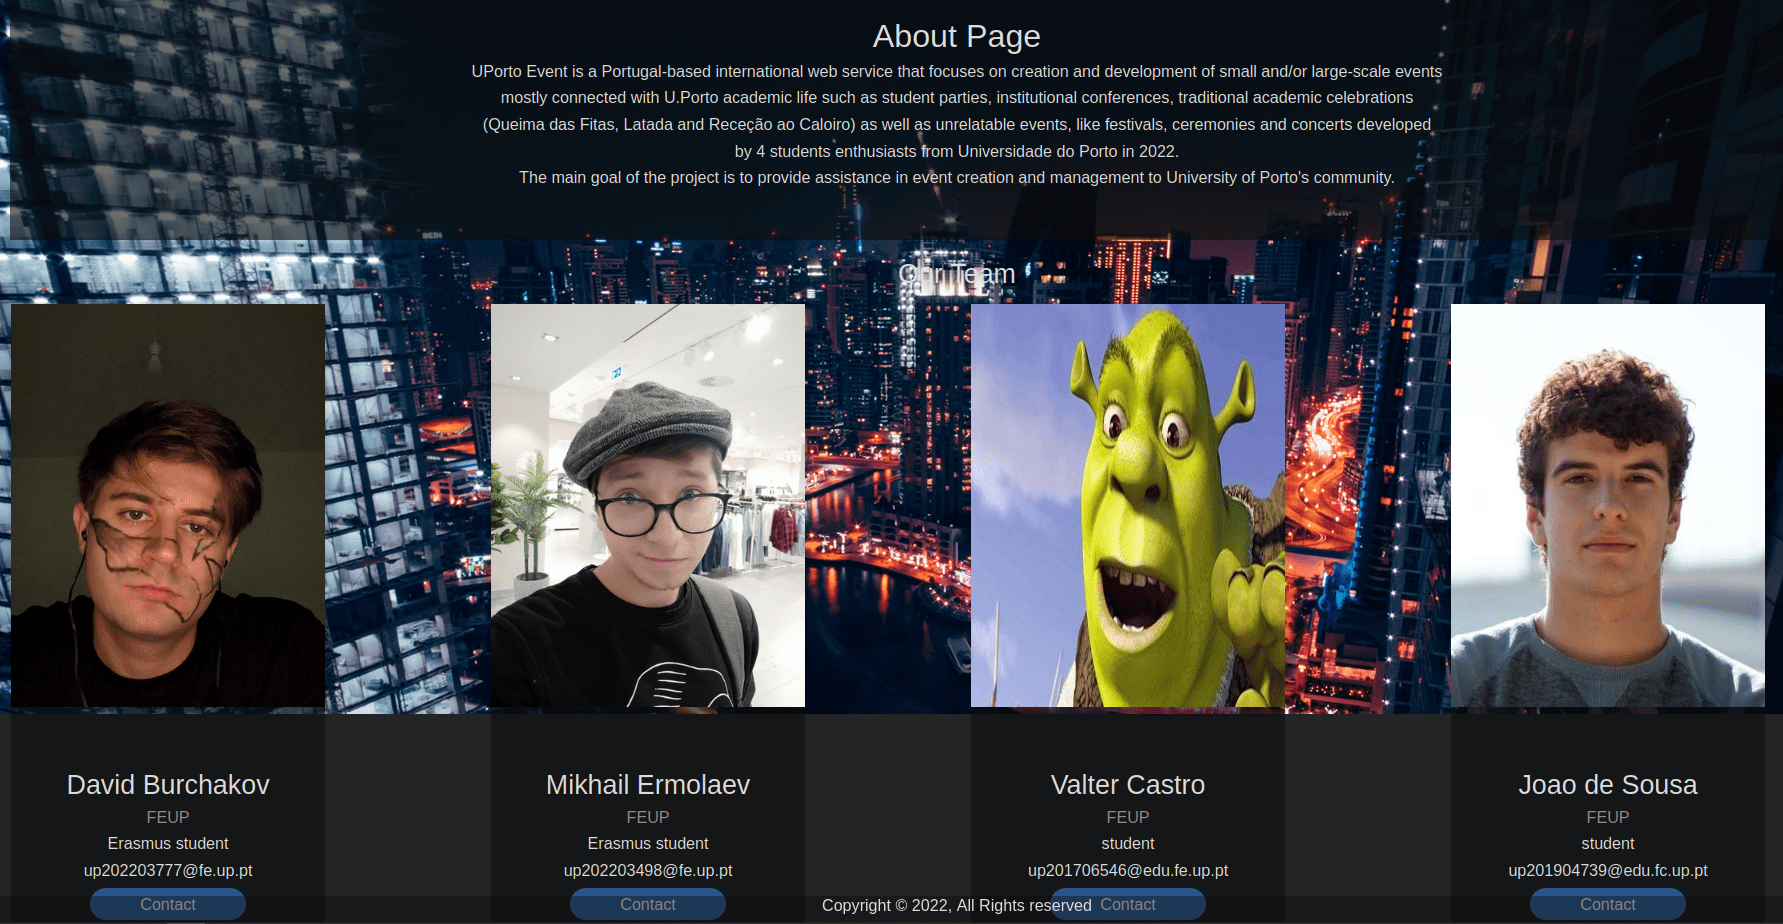 About Page
UPorto Event is a Portugal-based international web service that focuses on creation and development of small and/or large-scale events
mostly connected with U.Porto academic life such as student parties, institutional conferences, traditional academic celebrations
(Queima das Fitas, Latada and Receção ao Caloiro) as well as unrelatable events, like festivals, ceremonies and concerts developed
by 4 students enthusiasts from Universidade do Porto in 2022.
The main goal of the project is to provide assistance in event creation and management to University of Porto's community.
Our Team
David Burchakov
FEUP
Erasmus student
up202203777@fe.up.pt
Contact
Mikhail Ermolaev
FEUP
Erasmus student
up202203498@fe.up.pt
Contact
Valter Castro
FEUP
student
up201706546@edu.fe.up.pt
Contact
Joao de Sousa
FEUP
student
up201904739@edu.fc.up.pt
Contact
Copyright © 2022, All Rights reserved